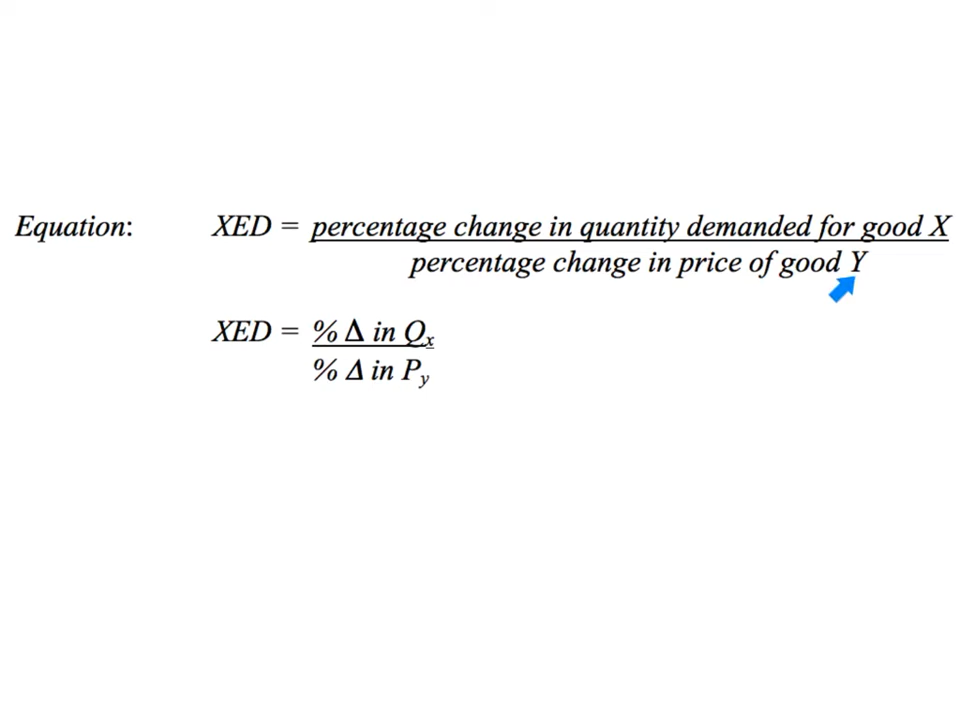 Equation: XED = percentage change in quantity demanded for good X
percentage change in price of good Y
XED = % Δ in Qx
% Δ in Py